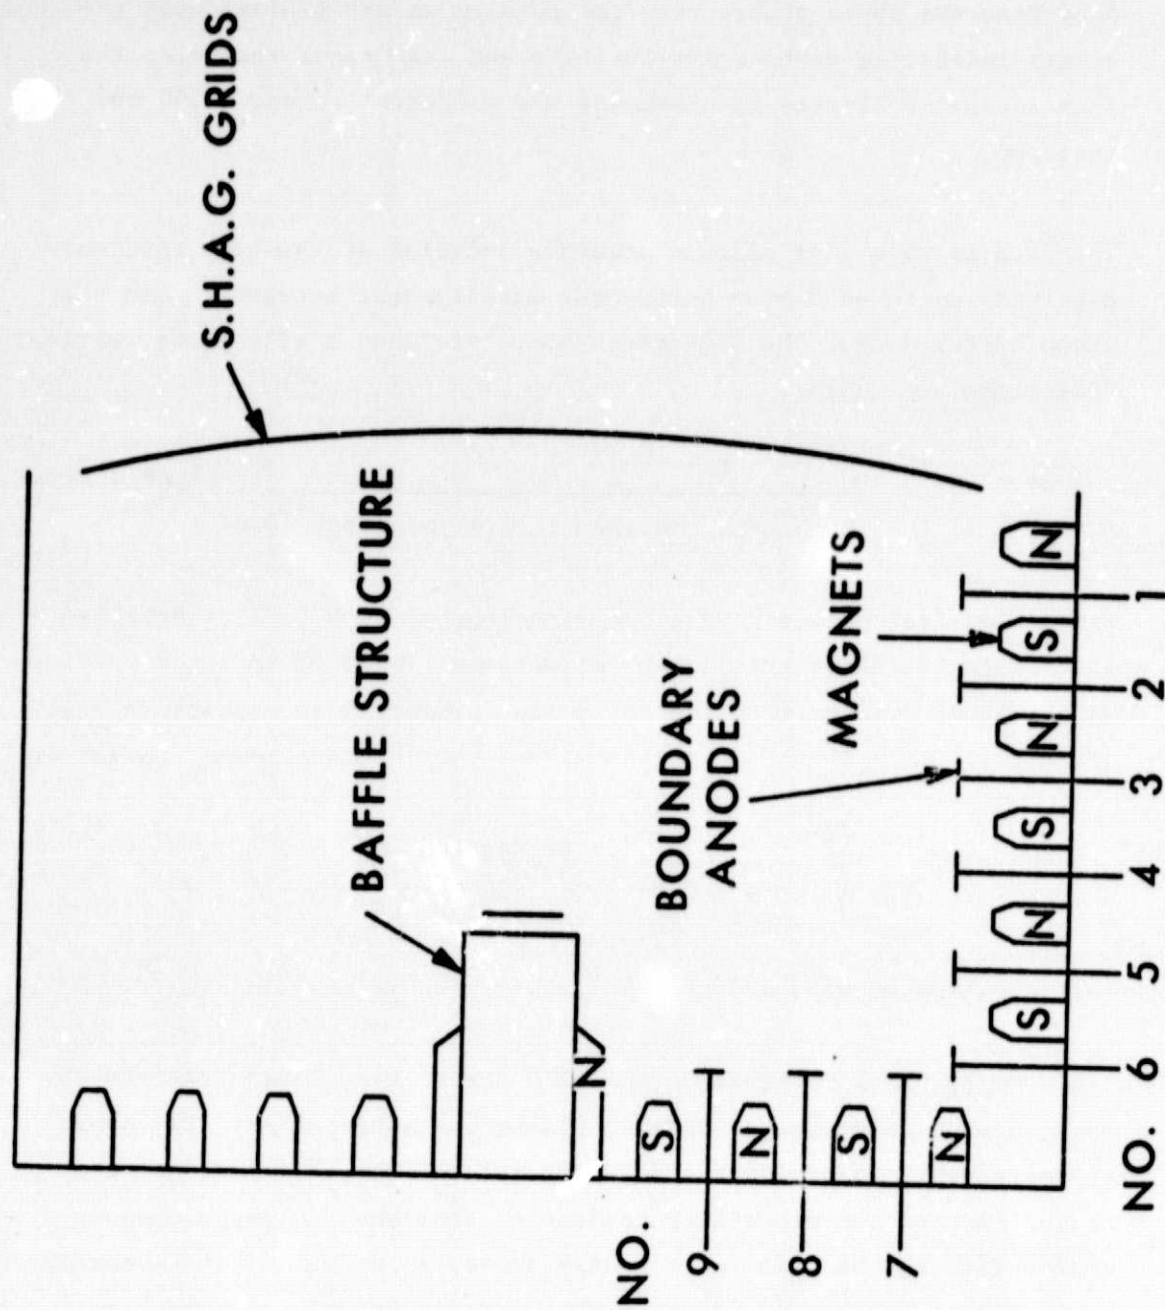 S.H.A.G. GRIDS
BAFFLE STRUCTURE
BOUNDARY
ANODES
MAGNETS
N
S
N
S
N
S
N
S
N
S
N
NO.
9
8
7
NO.
6
5
4
3
2
1